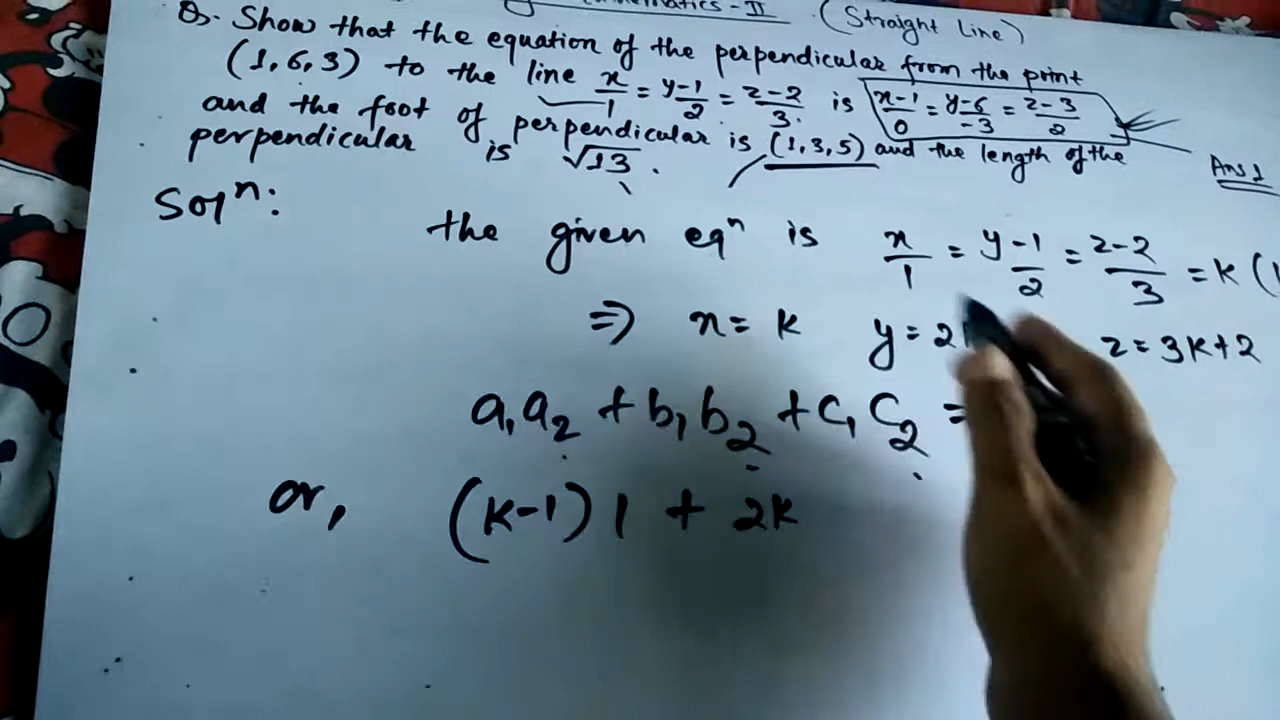 Mathematics-II (Straight Line)
Q. Show that the equation of the perpendicular from the point
(1,6,3) to the line x/1 = y-1/2 = z-2/3 is x-1/0 = y-6/-3 = z-3/2
and the foot of perpendicular is (1,3,5) and the length of the
perpendicular is √13.
Ans 1
Solⁿ:
the given eqⁿ is x/1 = y-1/2 = z-2/3 = k (
⇒ x = k y = 2 z = 3k+2
a₁a₂ + b₁b₂ + c₁c₂ =
or, (k-1) 1 + 2k